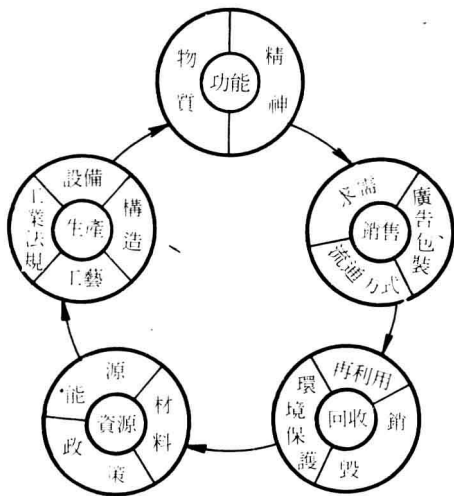 功能
物質
精神
銷售
求需
廣告包裝
流通方式
回收
再利用
銷毀
環境保護
資源
能源
材料
政策
生產
設備
構造
工藝
工業法規